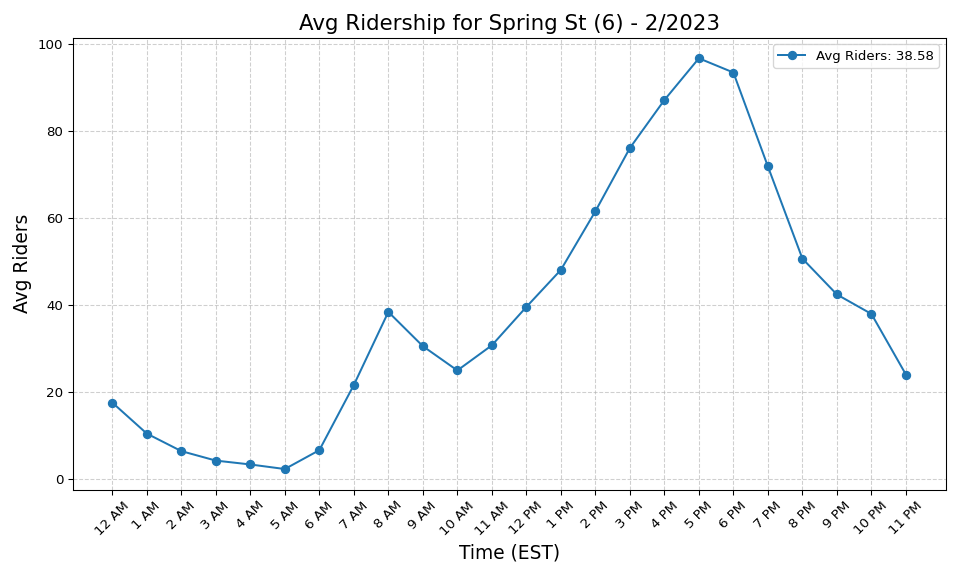 Avg Ridership for Spring St (6) - 2/2023
Avg Riders: 38.58
Avg Riders
100
80
60
40
20
0
12 AM
1 AM
2 AM
3 AM
4 AM
5 AM
6 AM
7 AM
8 AM
9 AM
10 AM
11 AM
12 PM
1 PM
2 PM
3 PM
4 PM
5 PM
6 PM
7 PM
8 PM
9 PM
10 PM
11 PM
Time (EST)